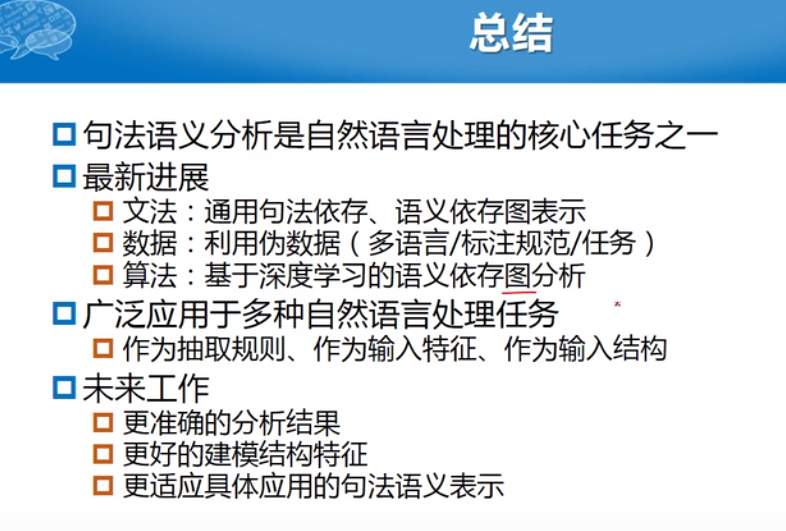 总结
句法语义分析是自然语言处理的核心任务之一
最新进展
文法：通用句法依存、语义依存图表示
数据：利用伪数据（多语言/标注规范/任务）
算法：基于深度学习的语义依存图分析
广泛应用于多种自然语言处理任务
作为抽取规则、作为输入特征、作为输入结构
未来工作
更准确的分析结果
更好的建模结构特征
更适应具体应用的句法语义表示